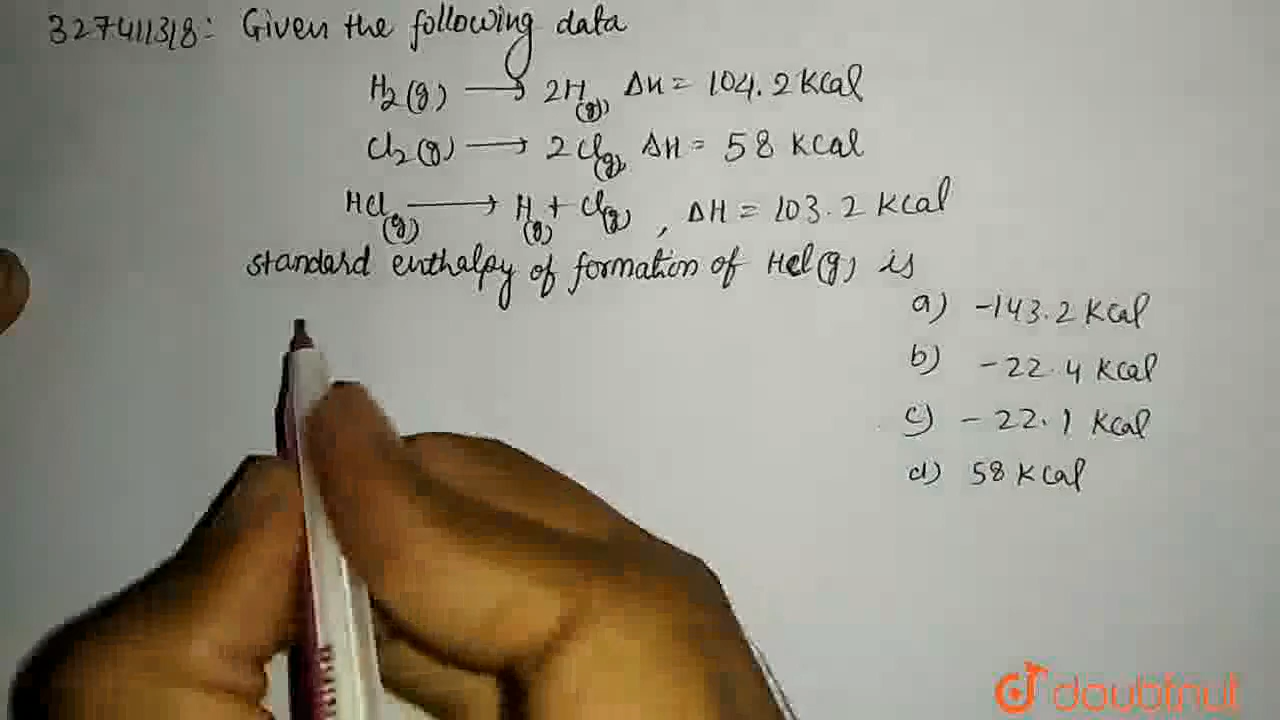 327411318: Given the following data
H2(g) → 2H(g) ΔH = 104.2 Kcal
Cl2(g) → 2Cl(g) ΔH = 58 Kcal
HCl(g) → H(g) + Cl(g), ΔH = 103.2 Kcal
standard enthalpy of formation of Hcl(g) is
a) -143.2 Kcal
b) -22.4 Kcal
c) -22.1 Kcal
d) 58 Kcal
doubtnut